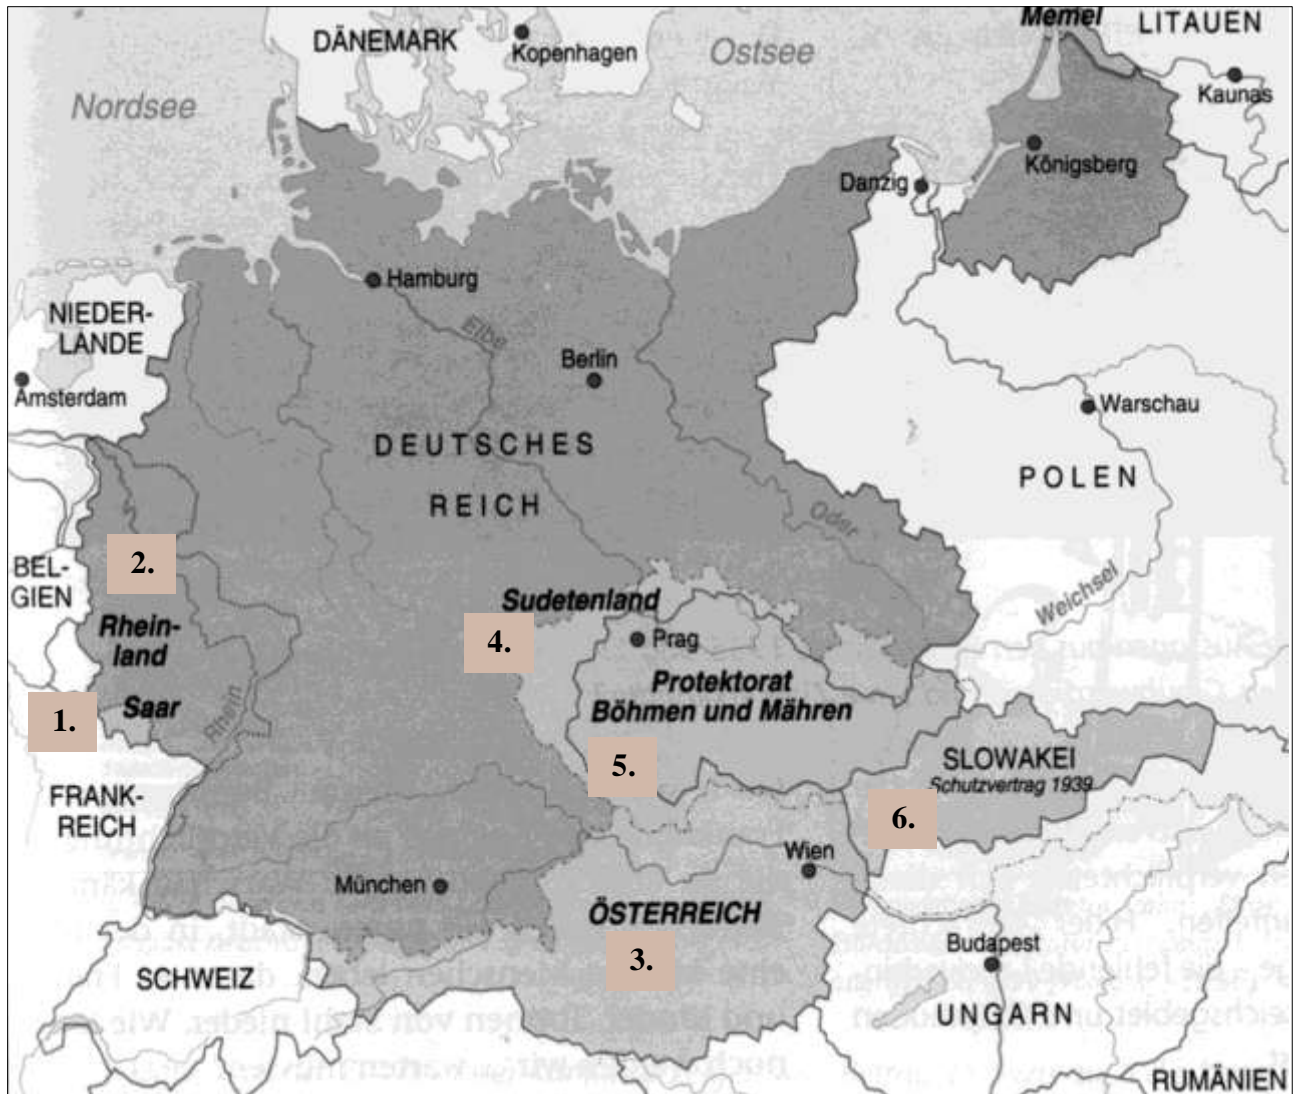 Memel
LITAUEN
DÄNEMARK
Kopenhagen
Ostsee
Nordsee
Kaunas
Königsberg
Danzig
Hamburg
NIEDER-
LANDE
Elbe
Berlin
Amsterdam
Warschau
DEUTSCHES
REICH
POLEN
Oder
2.
BEL-
GIEN
Weichsel
Sudetenland
Rhein-
land
4.
Prag
Protektorat
Böhmen und Mähren
Saar
Rhein
1.
5.
SLOWAKEI
Schutzvertrag 1939
FRANK-
REICH
6.
Wien
München
ÖSTERREICH
3.
Budapest
SCHWEIZ
UNGARN
RUMÄNIEN